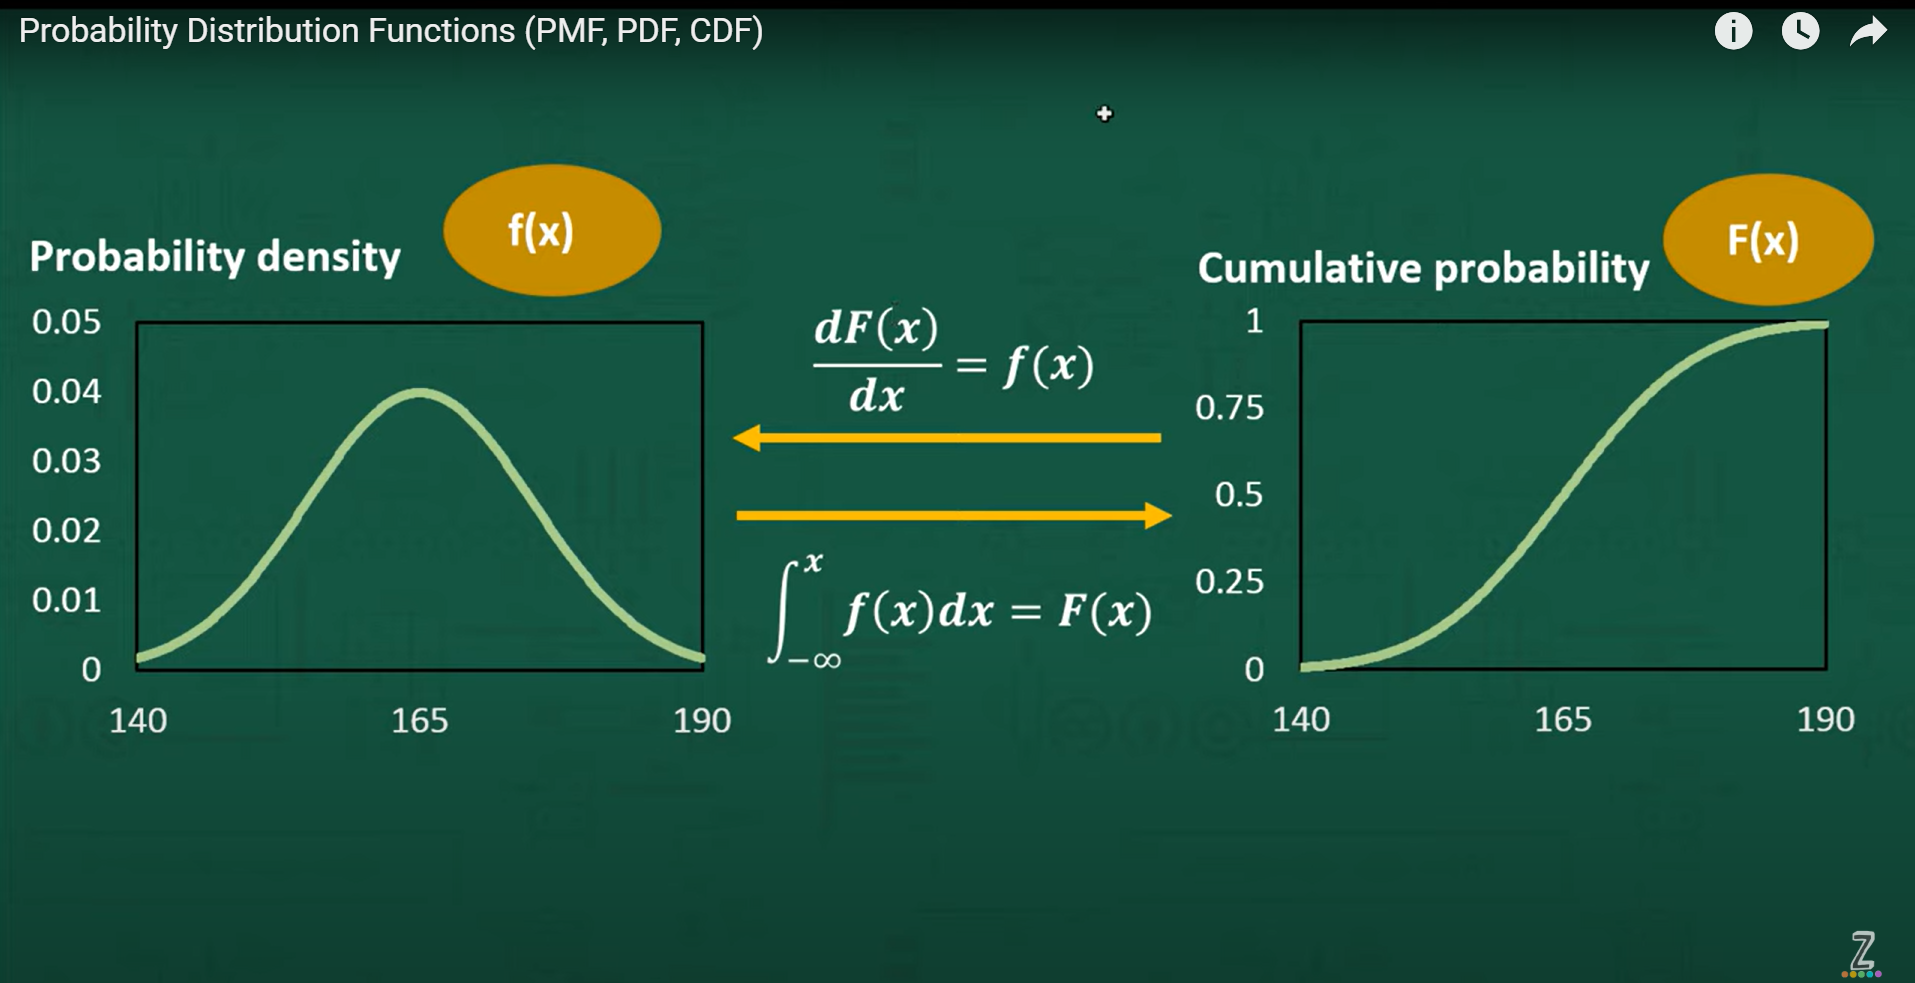 Probability Distribution Functions (PMF, PDF, CDF)
f(x)
Probability density
0.05
0.04
0.03
0.02
0.01
0
140 165 190
dF(x)
dx
= f(x)
∫
x
−∞
f(x)dx = F(x)
F(x)
Cumulative probability
1
0.75
0.5
0.25
0
140 165 190
Z